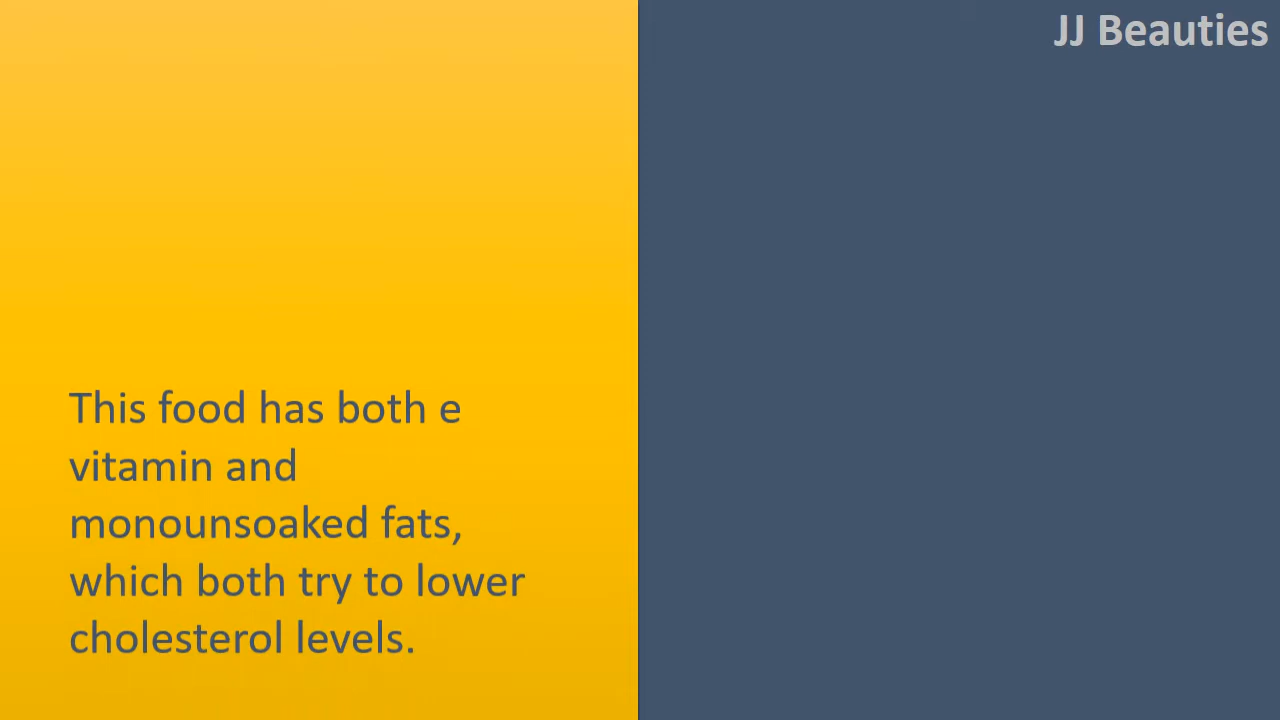 JJ Beauties
This food has both e
vitamin and
monounsoaked fats,
which both try to lower
cholesterol levels.